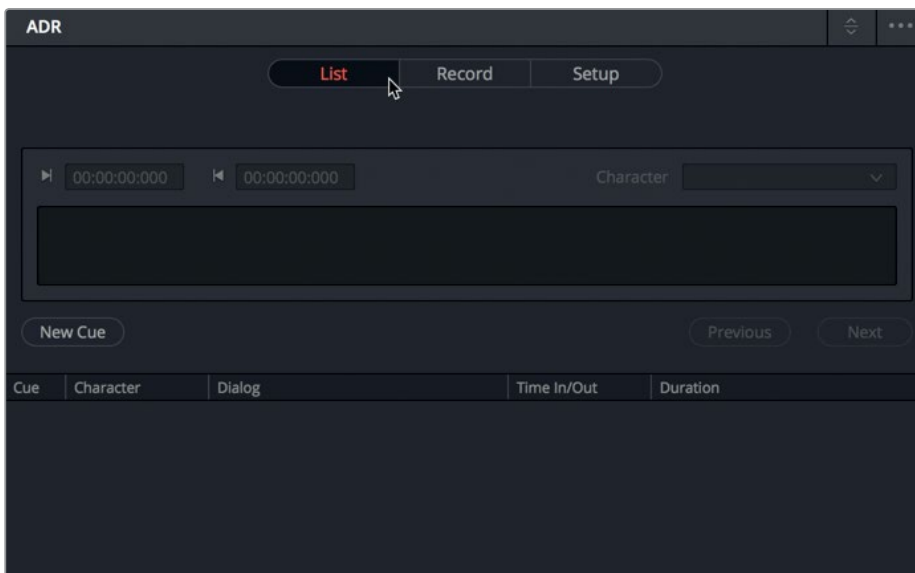 ADR
List Record Setup
00:00:00:000 00:00:00:000 Character
New Cue Previous Next
Cue Character Dialog Time In/Out Duration